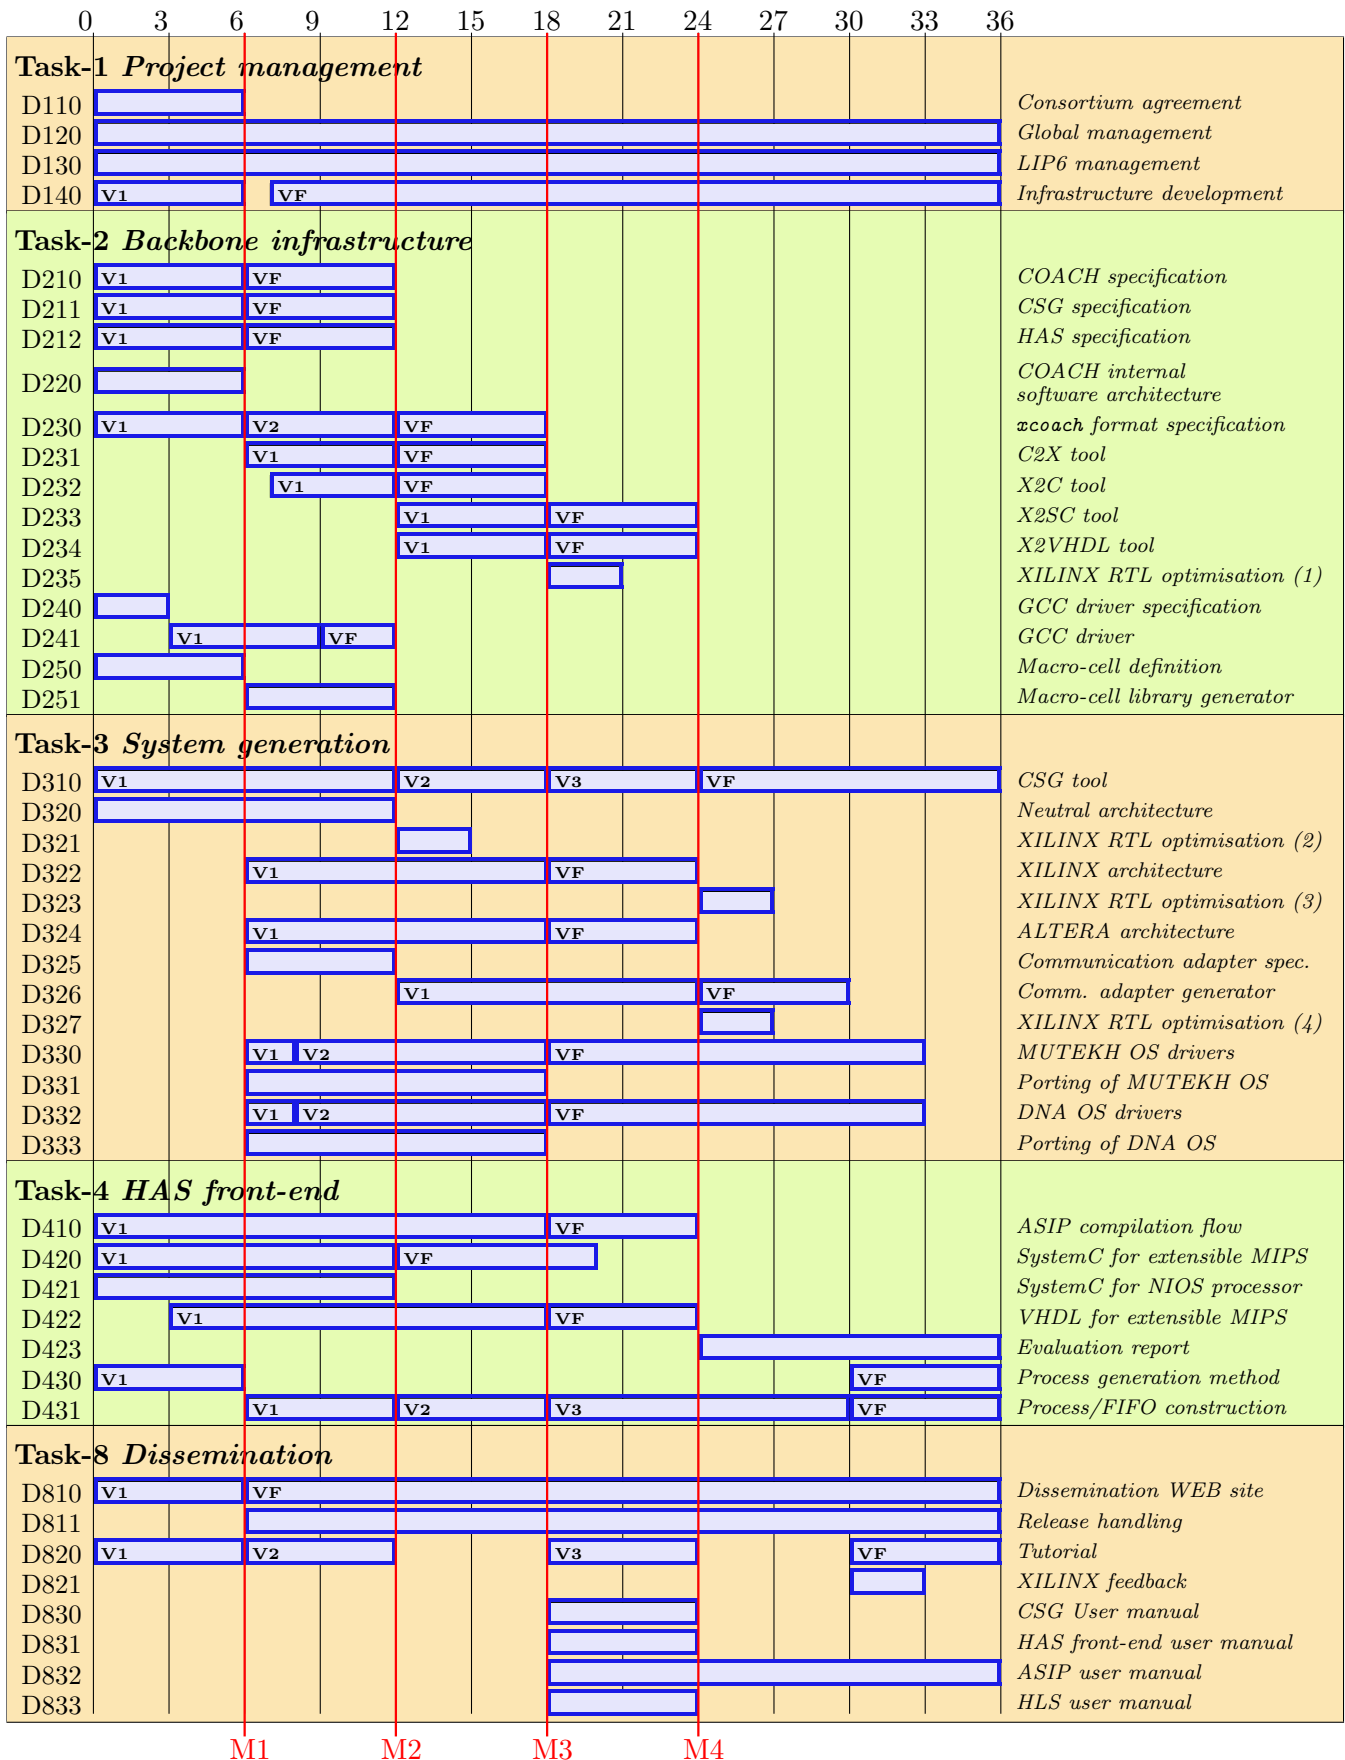 0 3 6 9 12 15 18 21 24 27 30 33 36
Task-1 Project management
D110 Consortium agreement
D120 Global management
D130 LIP6 management
D140 V1 VF Infrastructure development
Task-2 Backbone infrastructure
D210 V1 VF COACH specification
D211 V1 VF CSG specification
D212 V1 VF HAS specification
D220 COACH internal
software architecture
D230 V1 V2 VF xcoach format specification
D231 V1 VF C2X tool
D232 V1 VF X2C tool
D233 V1 VF X2SC tool
D234 V1 VF X2VHDL tool
D235 XILINX RTL optimisation (1)
D240 GCC driver specification
D241 V1 VF GCC driver
D250 Macro-cell definition
D251 Macro-cell library generator
Task-3 System generation
D310 V1 V2 V3 VF CSG tool
D320 Neutral architecture
D321 XILINX RTL optimisation (2)
D322 V1 VF XILINX architecture
D323 XILINX RTL optimisation (3)
D324 V1 VF ALTERA architecture
D325 Communication adapter spec.
D326 V1 VF Comm. adapter generator
D327 XILINX RTL optimisation (4)
D330 V1 V2 VF MUTEKH OS drivers
D331 Porting of MUTEKH OS
D332 V1 V2 VF DNA OS drivers
D333 Porting of DNA OS
Task-4 HAS front-end
D410 V1 VF ASIP compilation flow
D420 V1 VF SystemC for extensible MIPS
D421 SystemC for NIOS processor
D422 V1 VF VHDL for extensible MIPS
D423 Evaluation report
D430 V1 VF Process generation method
D431 V1 V2 V3 VF Process/FIFO construction
Task-8 Dissemination
D810 V1 VF Dissemination WEB site
D811 Release handling
D820 V1 V2 V3 VF Tutorial
D821 XILINX feedback
D830 CSG User manual
D831 HAS front-end user manual
D832 ASIP user manual
D833 HLS user manual
M1 M2 M3 M4